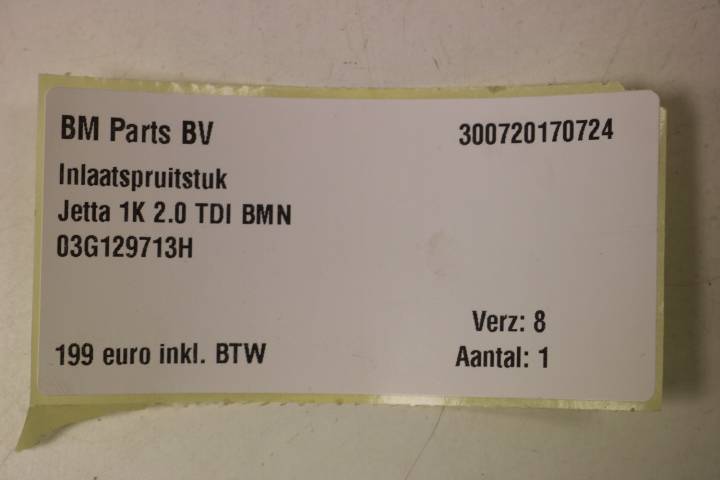 BM Parts BV 300720170724
Inlaatspruitstuk
Jetta 1K 2.0 TDI BMN
03G129713H
Verz: 8
199 euro inkl. BTW Aantal: 1